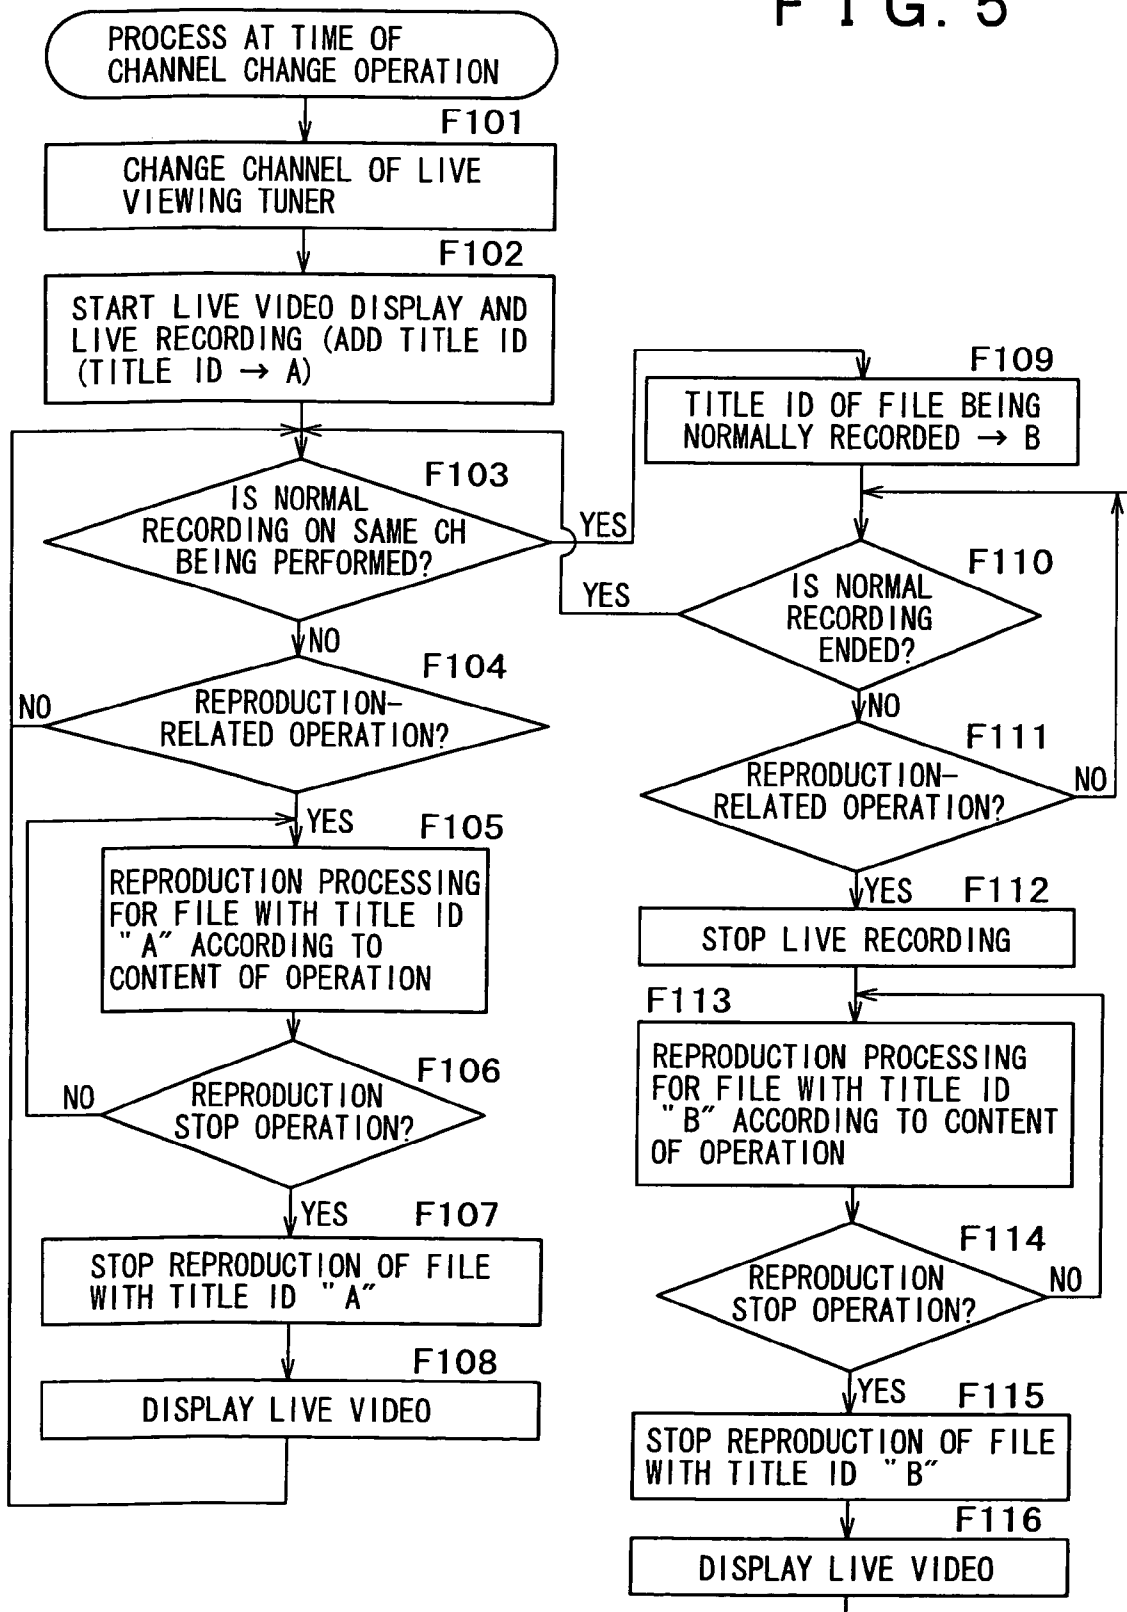 FIG. 5
PROCESS AT TIME OF
CHANNEL CHANGE OPERATION
F101
CHANGE CHANNEL OF LIVE
VIEWING TUNER
F102
START LIVE VIDEO DISPLAY AND
LIVE RECORDING (ADD TITLE ID
(TITLE ID → A)
F103
IS NORMAL
RECORDING ON SAME CH
BEING PERFORMED?
YES
NO
F104
REPRODUCTION-
RELATED OPERATION?
NO
YES
F105
REPRODUCTION PROCESSING
FOR FILE WITH TITLE ID
"A" ACCORDING TO
CONTENT OF OPERATION
F106
REPRODUCTION
STOP OPERATION?
NO
YES
F107
STOP REPRODUCTION OF FILE
WITH TITLE ID "A"
F108
DISPLAY LIVE VIDEO
F109
TITLE ID OF FILE BEING
NORMALLY RECORDED → B
F110
IS NORMAL
RECORDING
ENDED?
YES
NO
F111
REPRODUCTION-
RELATED OPERATION?
NO
YES
F112
STOP LIVE RECORDING
F113
REPRODUCTION PROCESSING
FOR FILE WITH TITLE ID
"B" ACCORDING TO CONTENT
OF OPERATION
F114
REPRODUCTION
STOP OPERATION?
NO
YES
F115
STOP REPRODUCTION OF FILE
WITH TITLE ID "B"
F116
DISPLAY LIVE VIDEO